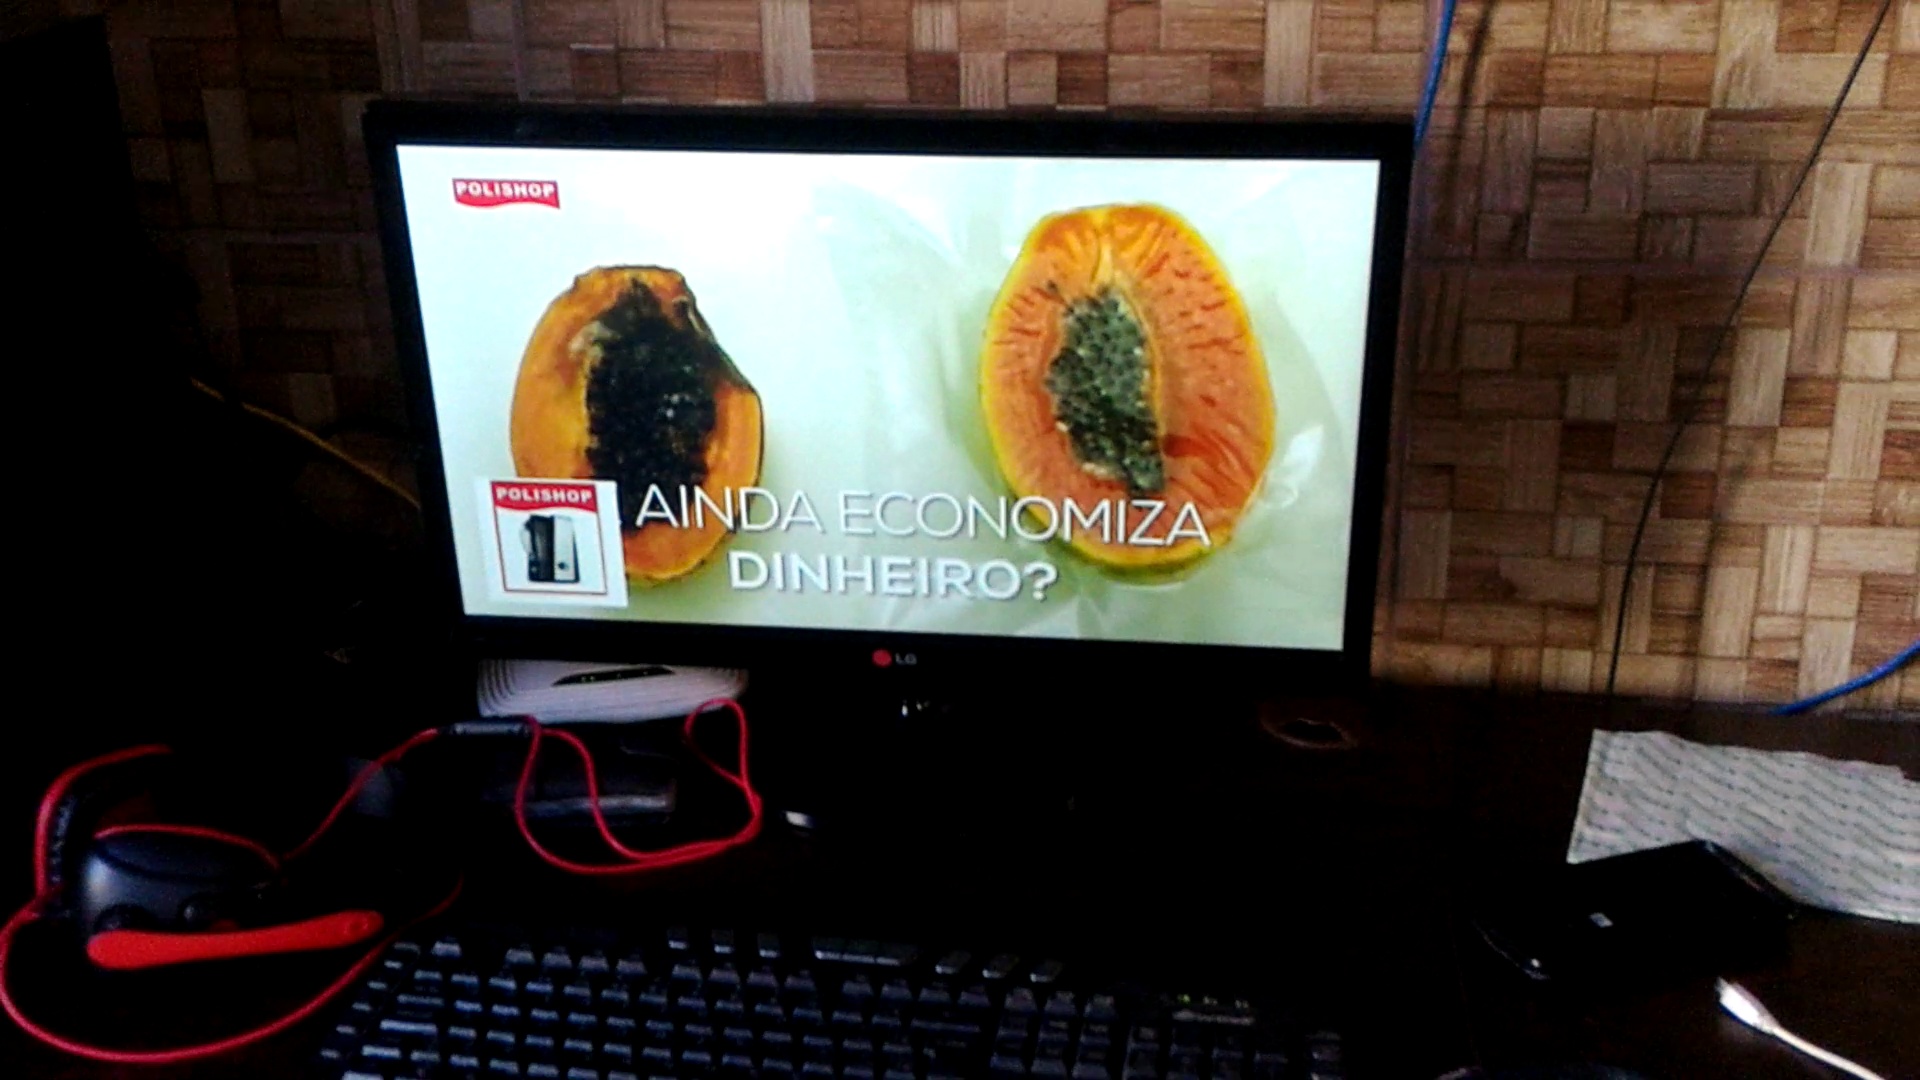 POLISHOP
POLISHOP
AINDA ECONOMIZA
DINHEIRO?
LG